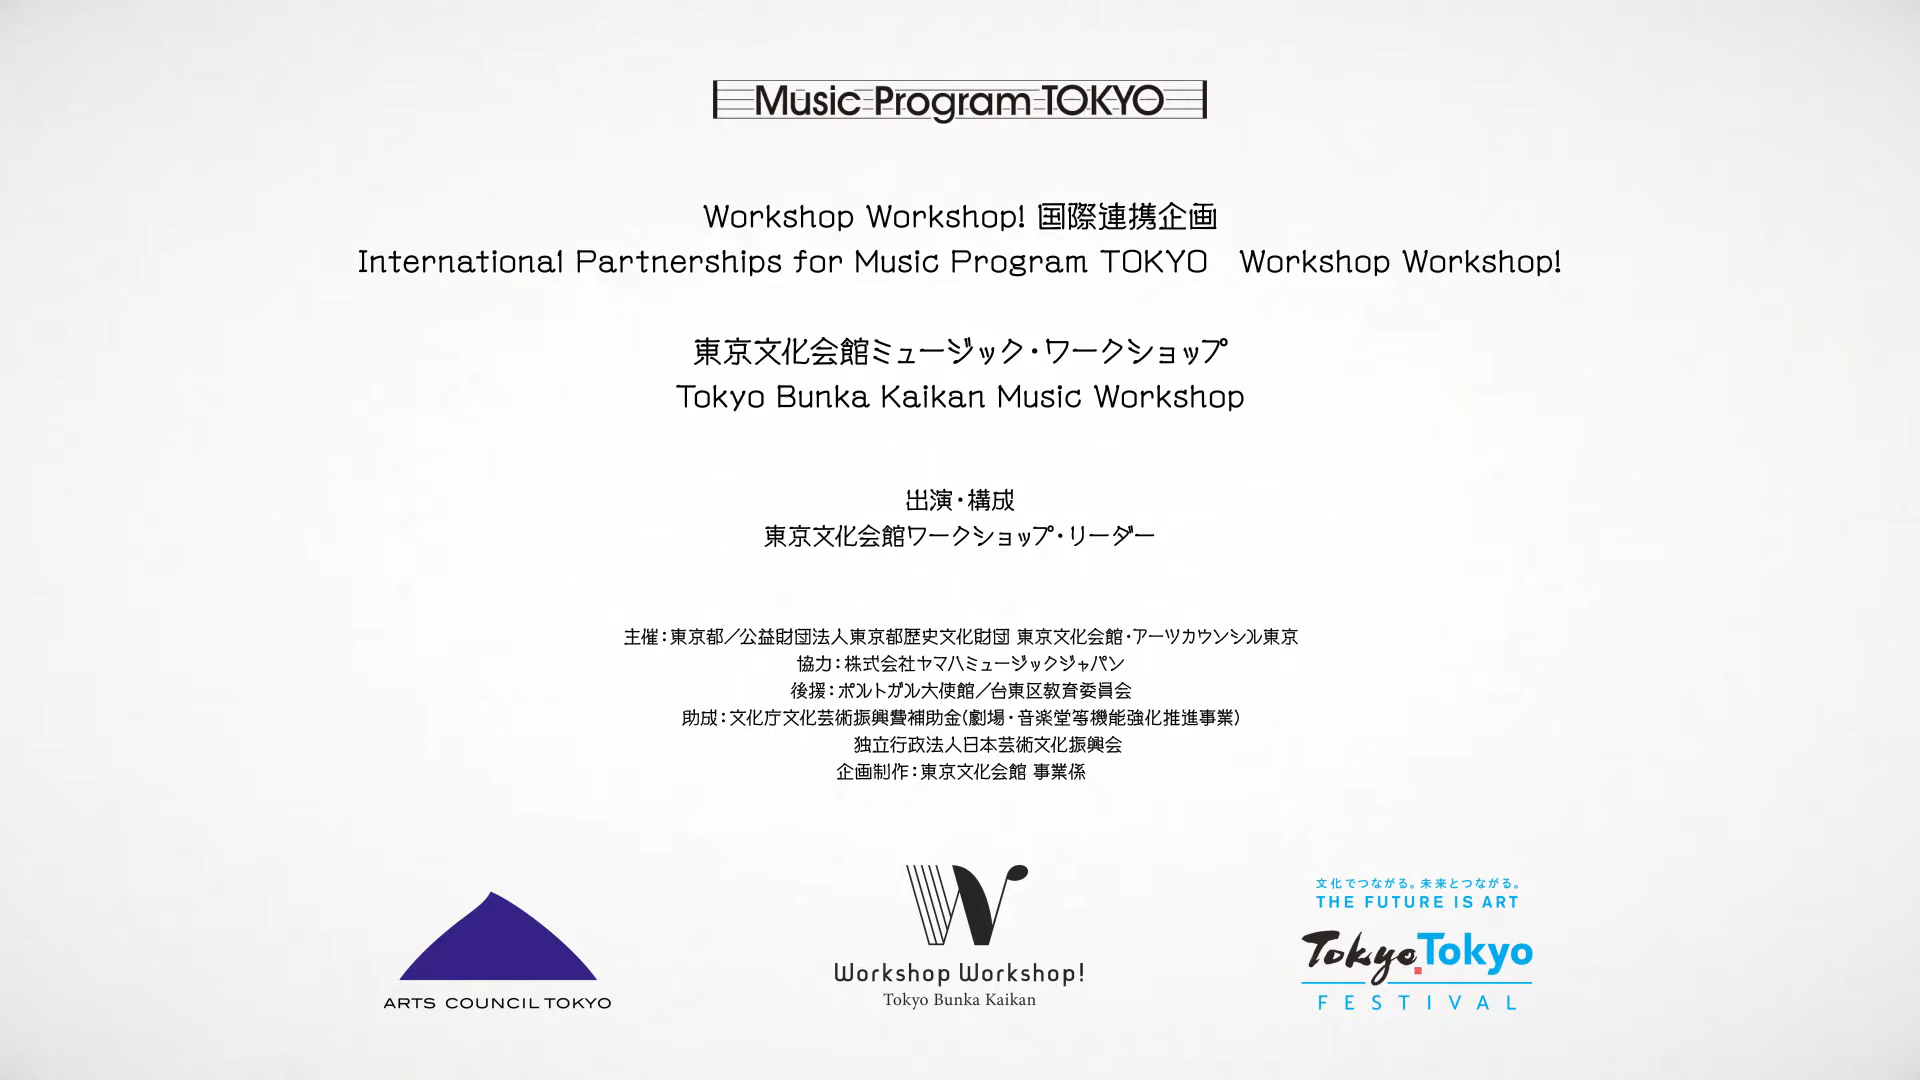 Music Program TOKYO
Workshop Workshop! 国際連携企画
International Partnerships for Music Program TOKYO　Workshop Workshop!
東京文化会館ミュージック・ワークショップ
Tokyo Bunka Kaikan Music Workshop
出演・構成
東京文化会館ワークショップ・リーダー
主催：東京都／公益財団法人東京都歴史文化財団 東京文化会館・アーツカウンシル東京
協力：株式会社ヤマハミュージックジャパン
後援：ポルトガル大使館／台東区教育委員会
助成：文化庁文化芸術振興費補助金(劇場・音楽堂等機能強化推進事業)
独立行政法人日本芸術文化振興会
企画制作：東京文化会館 事業係
ARTS COUNCIL TOKYO
Workshop Workshop!
Tokyo Bunka Kaikan
文化でつながる。未来とつながる。
THE FUTURE IS ART
Tokyo Tokyo
FESTIVAL